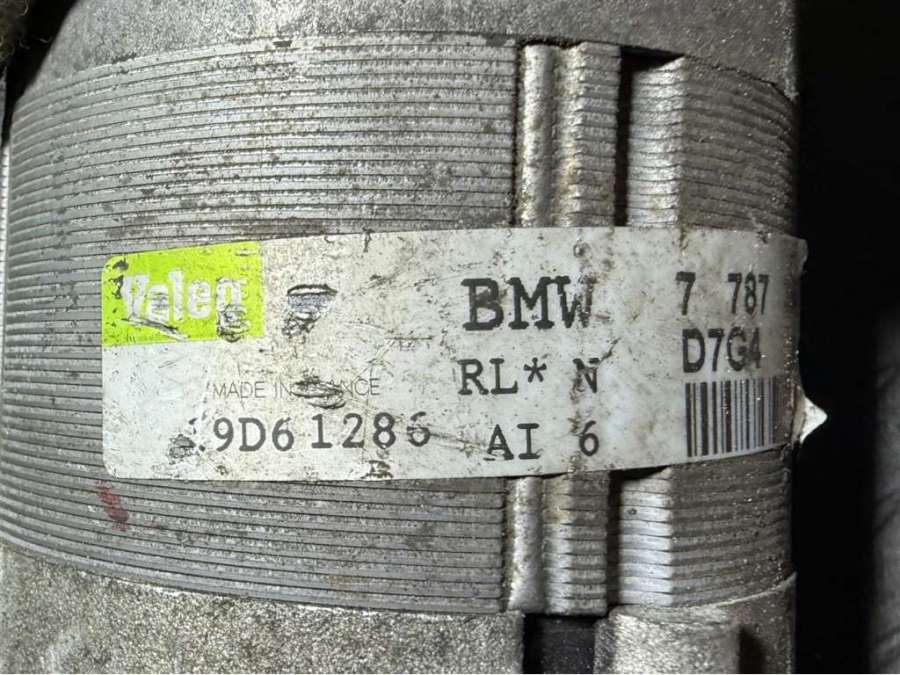 Valeo
BMW 7 787
D7G4
RL* N
MADE IN FRANCE
9D61286 AI 6